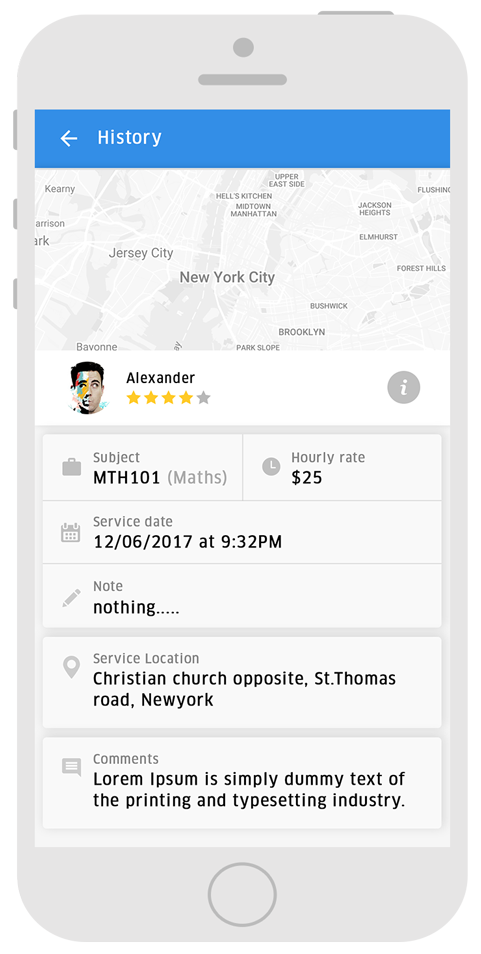 History
UPPER
EAST SIDE
Kearny
FLUSHING
HELL'S KITCHEN
MIDTOWN
MANHATTAN
JACKSON
HEIGHTS
arrison
ark
ELMHURST
Jersey City
FOREST HILLS
New York City
BUSHWICK
BROOKLYN
Bayonne
PARK SLOPE
Alexander
i
Subject
MTH101 (Maths)
Hourly rate
$25
Service date
12/06/2017 at 9:32PM
Note
nothing.....
Service Location
Christian church opposite, St.Thomas
road, Newyork
Comments
Lorem Ipsum is simply dummy text of
the printing and typesetting industry.